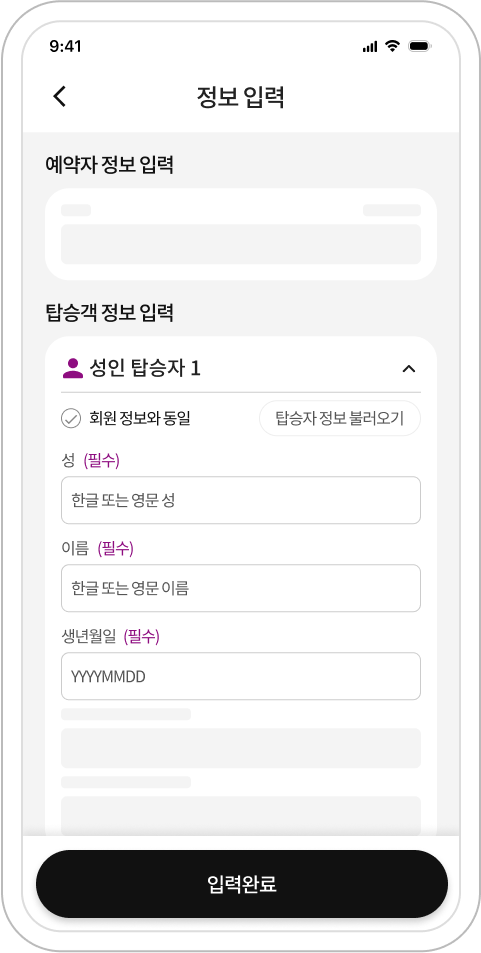 9:41
정보 입력
예약자 정보 입력
탑승객 정보 입력
성인 탑승자 1
회원 정보와 동일 탑승자 정보 불러오기
성 (필수)
한글 또는 영문 성
이름 (필수)
한글 또는 영문 이름
생년월일 (필수)
YYYYMMDD
입력완료